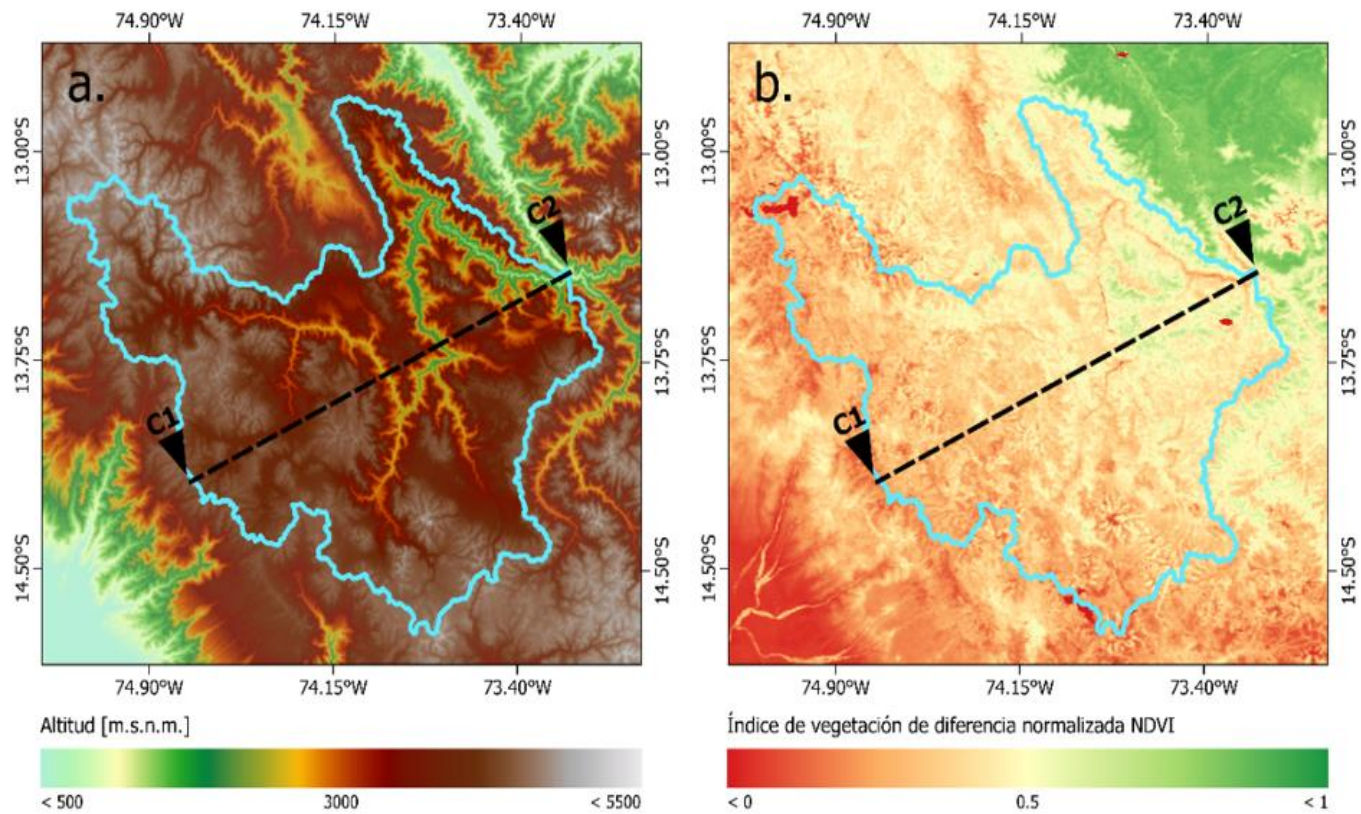 74.90°W 74.15°W 73.40°W 74.90°W 74.15°W 73.40°W
a. b.
13.00°S 13.00°S 13.00°S 13.00°S
C2 C2
13.75°S 13.75°S 13.75°S 13.75°S
C1 C1
14.50°S 14.50°S 14.50°S 14.50°S
74.90°W 74.15°W 73.40°W 74.90°W 74.15°W 73.40°W
Altitud [m.s.n.m.] Índice de vegetación de diferencia normalizada NDVI
< 500 3000 < 5500 < 0 0.5 < 1